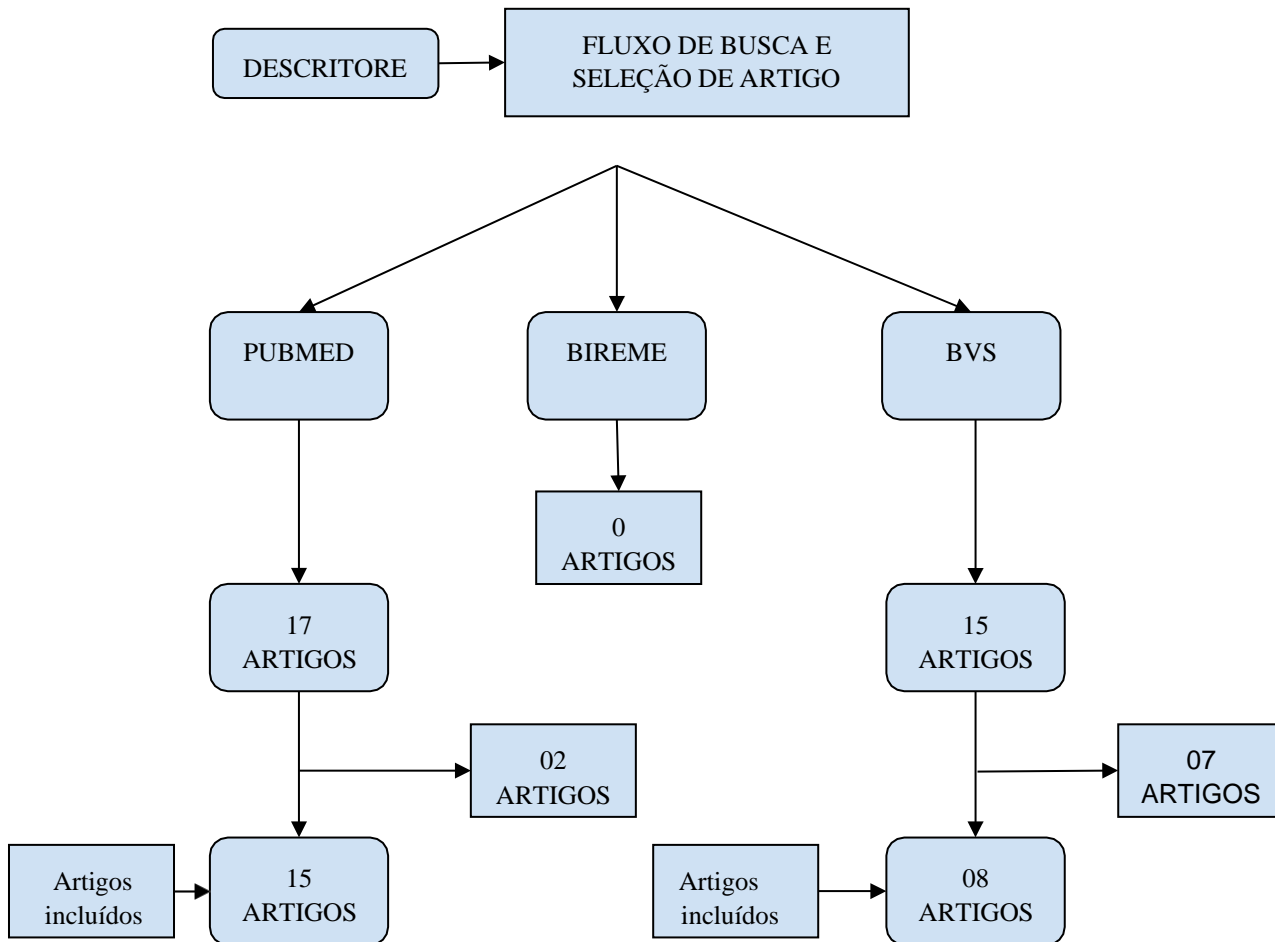 DESCRITORE
FLUXO DE BUSCA E
SELEÇÃO DE ARTIGO
PUBMED
BIREME
BVS
0
ARTIGOS
17
ARTIGOS
15
ARTIGOS
02
ARTIGOS
07
ARTIGOS
Artigos
incluídos
15
ARTIGOS
Artigos
incluídos
08
ARTIGOS